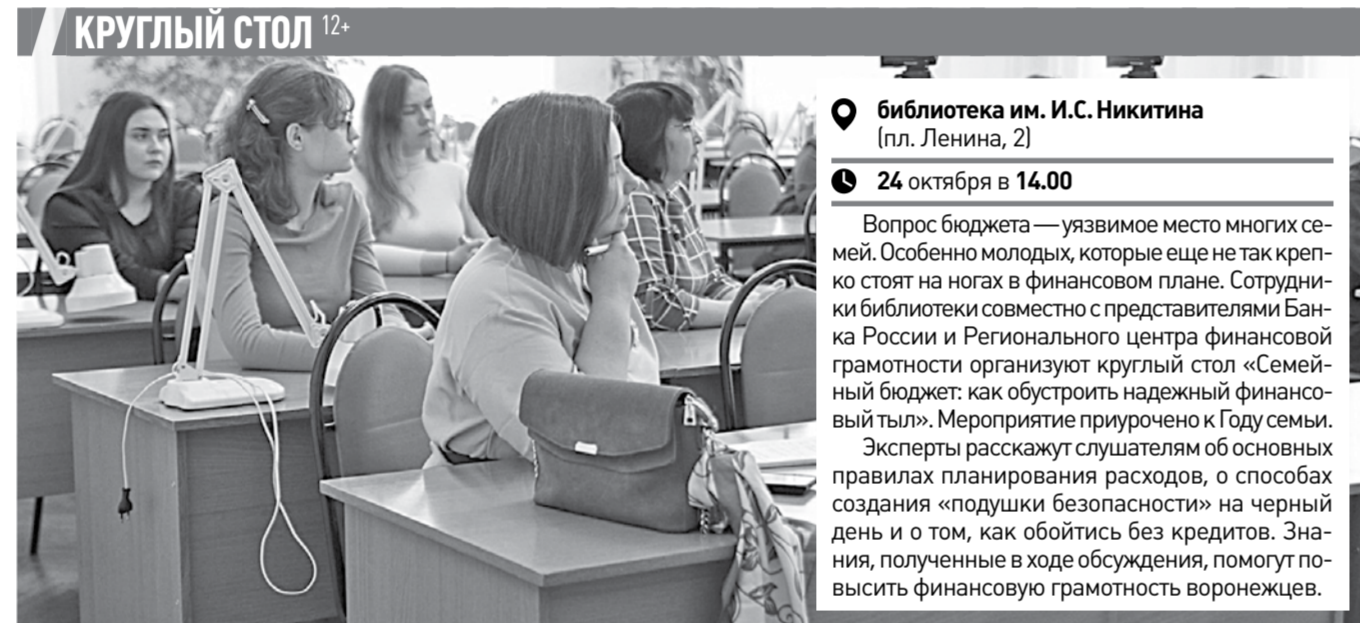 КРУГЛЫЙ СТОЛ 12+
библиотека им. И.С. Никитина
(пл. Ленина, 2)
24 октября в 14.00
Вопрос бюджета — уязвимое место многих се-
мей. Особенно молодых, которые еще не так креп-
ко стоят на ногах в финансовом плане. Сотрудни-
ки библиотеки совместно с представителями Бан-
ка России и Регионального центра финансовой
грамотности организуют круглый стол «Семей-
ный бюджет: как обустроить надежный финансо-
вый тыл». Мероприятие приурочено к Году семьи.
Эксперты расскажут слушателям об основных
правилах планирования расходов, о способах
создания «подушки безопасности» на черный
день и о том, как обойтись без кредитов. Зна-
ния, полученные в ходе обсуждения, помогут по-
высить финансовую грамотность воронежцев.